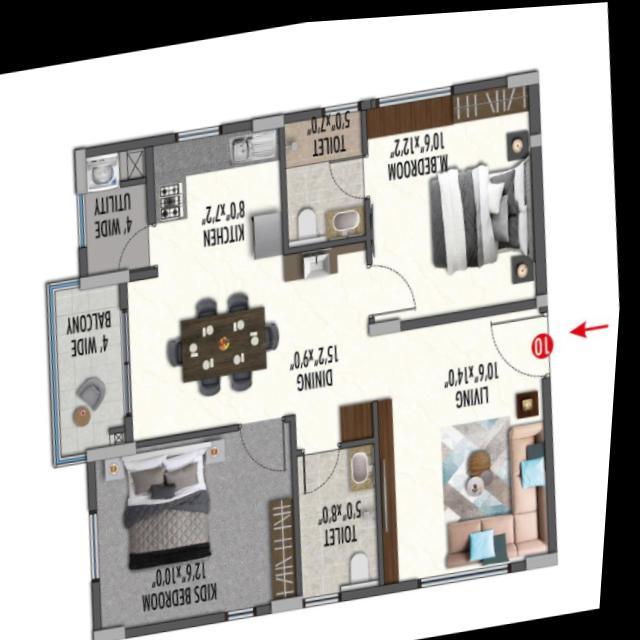 KIDS BEDROOM
12'6"x10'0"
TOILET
5'0"x8'0"
LIVING
10'6"x14'0"
DINING
15'2"x9'0"
4' WIDE
BALCONY
10
KITCHEN
8'0"x7'2"
4' WIDE
UTILITY
M.BEDROOM
10'6"x12'2"
TOILET
5'0"x7'0"